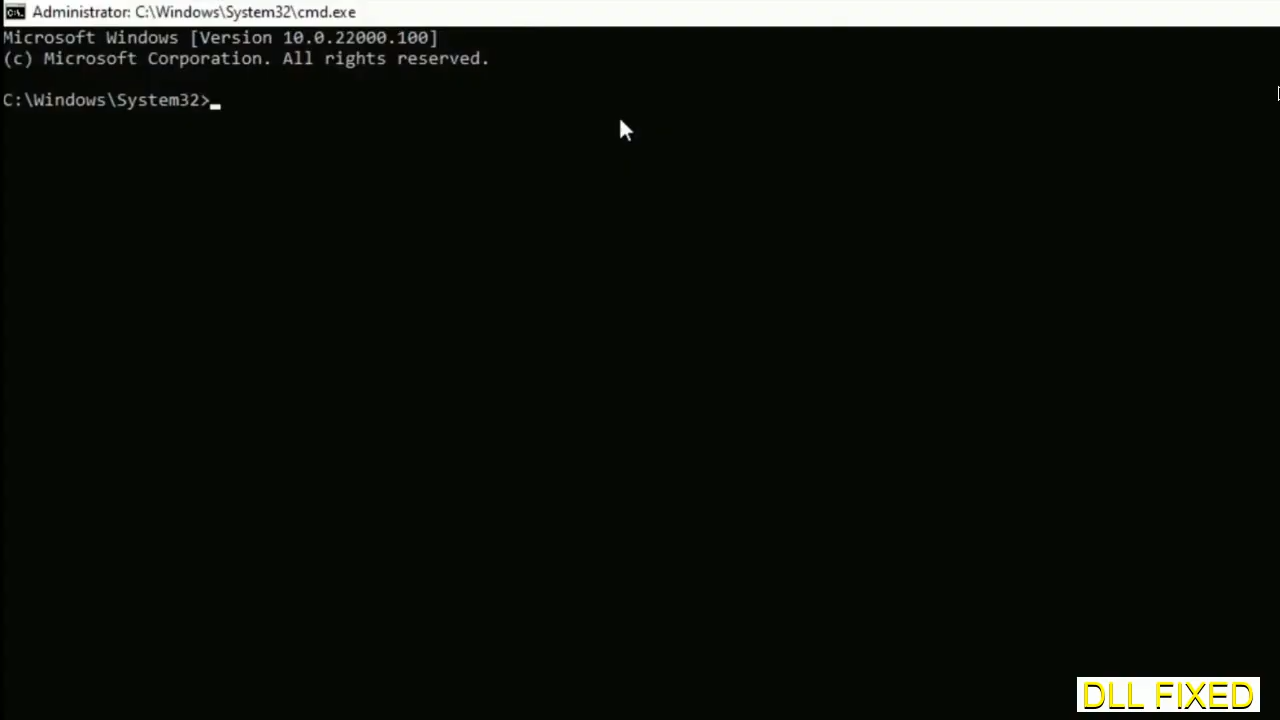 Administrator: C:\Windows\System32\cmd.exe
Microsoft Windows [Version 10.0.22000.100]
(c) Microsoft Corporation. All rights reserved.
C:\Windows\System32>_
DLL FIXED